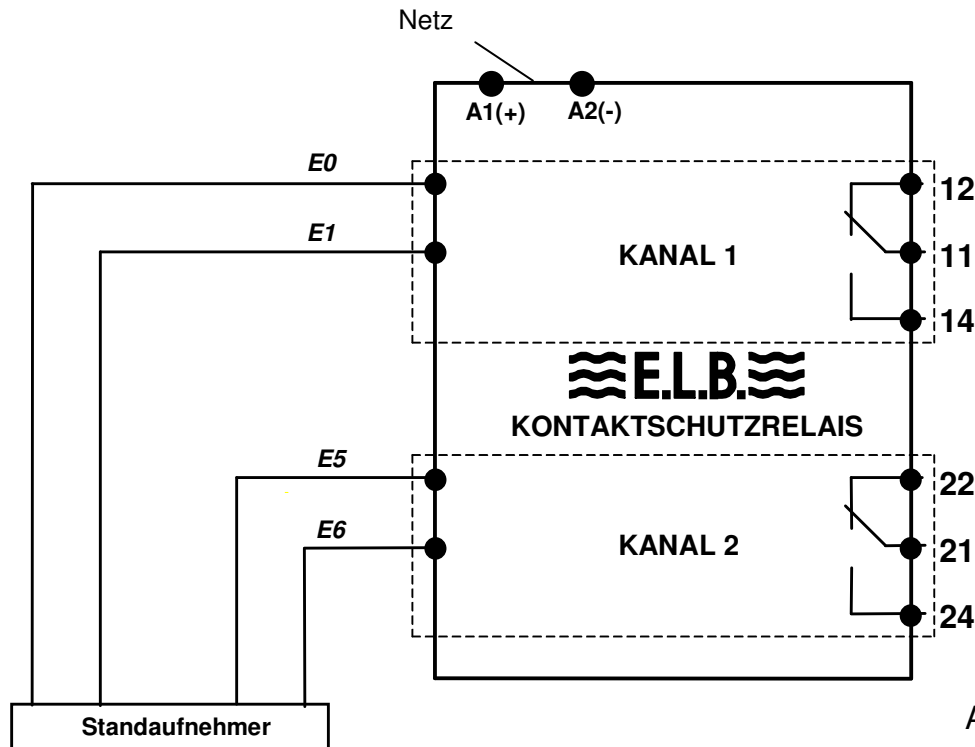 Netz
A1(+) A2(-)
E0
12
E1
KANAL 1
11
14
E.L.B.
KONTAKTSCHUTZRELAIS
E5
22
E6
KANAL 2
21
24
Standaufnehmer
A